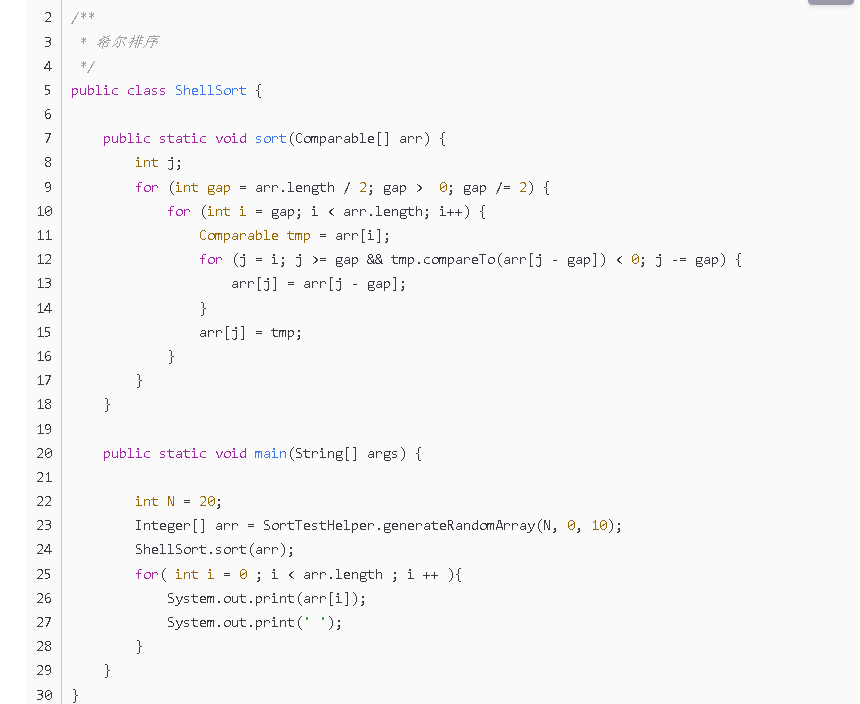 2 /**
3  * 希尔排序
4  */
5 public class ShellSort {
6
7     public static void sort(Comparable[] arr) {
8         int j;
9         for (int gap = arr.length / 2; gap >  0; gap /= 2) {
10             for (int i = gap; i < arr.length; i++) {
11                 Comparable tmp = arr[i];
12                 for (j = i; j >= gap && tmp.compareTo(arr[j - gap]) < 0; j -= gap) {
13                     arr[j] = arr[j - gap];
14                 }
15                 arr[j] = tmp;
16             }
17         }
18     }
19
20     public static void main(String[] args) {
21
22         int N = 20;
23         Integer[] arr = SortTestHelper.generateRandomArray(N, 0, 10);
24         ShellSort.sort(arr);
25         for( int i = 0 ; i < arr.length ; i ++ ){
26             System.out.print(arr[i]);
27             System.out.print(' ');
28         }
29     }
30 }